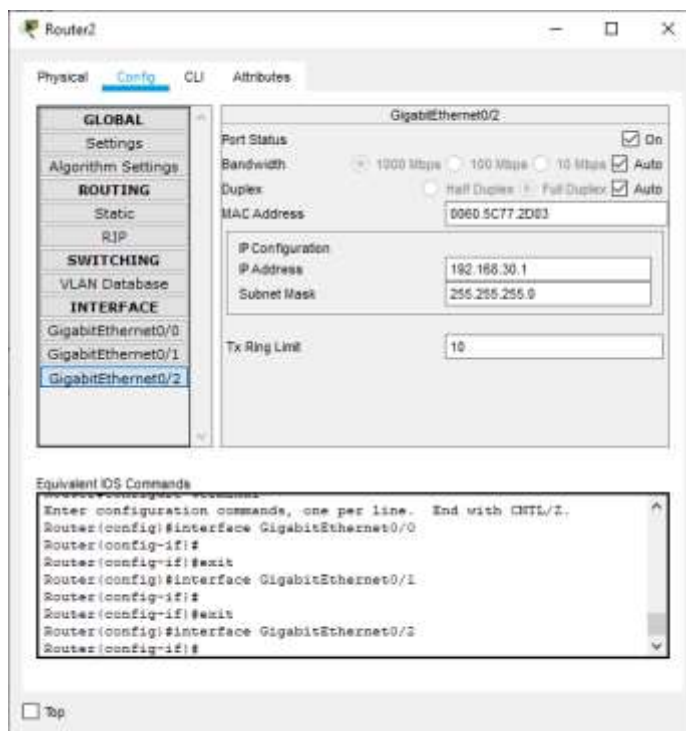 Router2
Physical Config CLI Attributes
GLOBAL
Settings
Algorithm Settings
ROUTING
Static
RIP
SWITCHING
VLAN Database
INTERFACE
GigabitEthernet0/0
GigabitEthernet0/1
GigabitEthernet0/2
GigabitEthernet0/2
Port Status On
Bandwidth 1000 Mbps 100 Mbps 10 Mbps Auto
Duplex Half Duplex Full Duplex Auto
MAC Address 0060.5C77.2D03
IP Configuration
IP Address 192.168.30.1
Subnet Mask 255.255.255.0
Tx Ring Limit 10
Equivalent IOS Commands
Enter configuration commands, one per line. End with CNTL/Z.
Router(config)#interface GigabitEthernet0/0
Router(config-if)#
Router(config-if)#exit
Router(config)#interface GigabitEthernet0/1
Router(config-if)#
Router(config-if)#exit
Router(config)#interface GigabitEthernet0/2
Router(config-if)#
Top